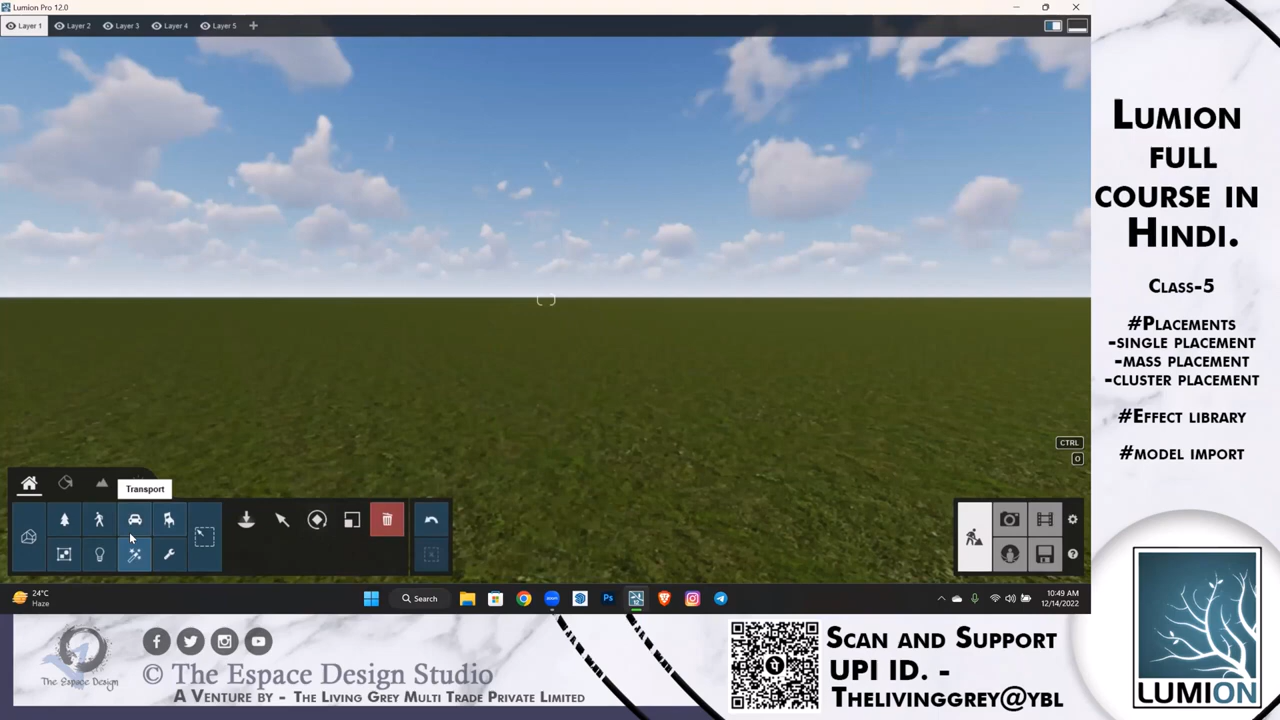 Lumion Pro 12.0
Layer 1
Layer 2
Layer 3
Layer 4
Layer 5
CTRL
O
Transport
24°C
Haze
Search
Ps
10:49 AM
12/14/2022
Lumion
full
course in
Hindi.
Class-5
#Placements
-single placement
-mass placement
-cluster placement
#Effect library
#model import
The Espace Design
© The Espace Design Studio
A Venture by - The Living Grey Multi Trade Private Limited
Scan and Support
UPI ID. -
Thelivinggrey@ybl
LUMION